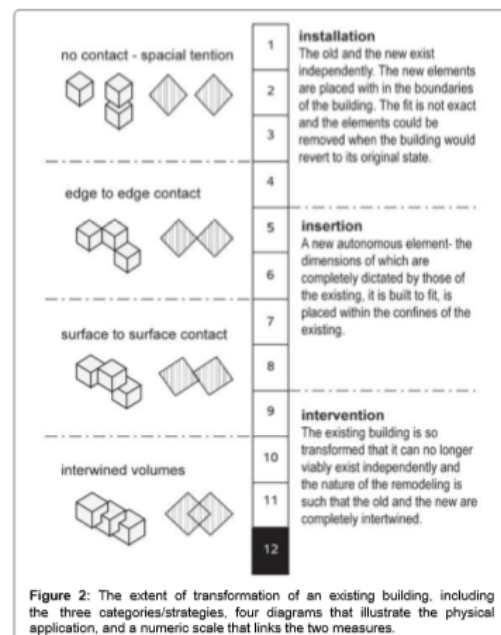 no contact - spacial tention
edge to edge contact
surface to surface contact
interwined volumes
1
2
3
4
5
6
7
8
9
10
11
12
installation
The old and the new exist
independently. The new elements
are placed with in the boundaries
of the building. The fit is not exact
and the elements could be
removed when the building would
revert to its original state.
insertion
A new autonomous element- the
dimensions of which are
completely dictated by those of
the existing, it is built to fit, is
placed within the confines of the
existing.
intervention
The existing building is so
transformed that it can no longer
viably exist independently and
the nature of the remodeling is
such that the old and the new are
completely intertwined.
Figure 2: The extent of transformation of an existing building, including
the three categories/strategies, four diagrams that illustrate the physical
application, and a numeric scale that links the two measures.